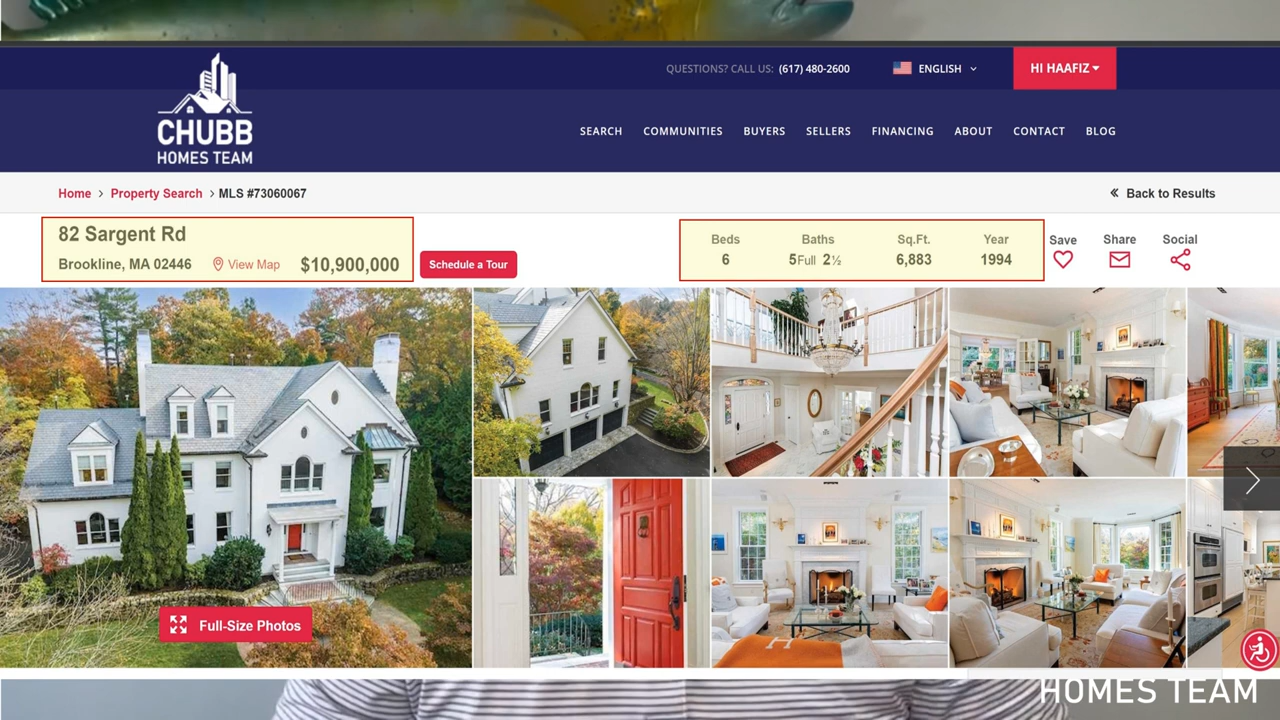 QUESTIONS? CALL US: (617) 480-2600 ENGLISH HI HAAFIZ
CHUBB
HOMES TEAM
SEARCH COMMUNITIES BUYERS SELLERS FINANCING ABOUT CONTACT BLOG
Home > Property Search > MLS #73060067 « Back to Results
82 Sargent Rd
Brookline, MA 02446 View Map $10,900,000 Schedule a Tour
Beds Baths Sq.Ft. Year
6 5Full 2½ 6,883 1994
Save Share Social
Full-Size Photos
HOMES TEAM